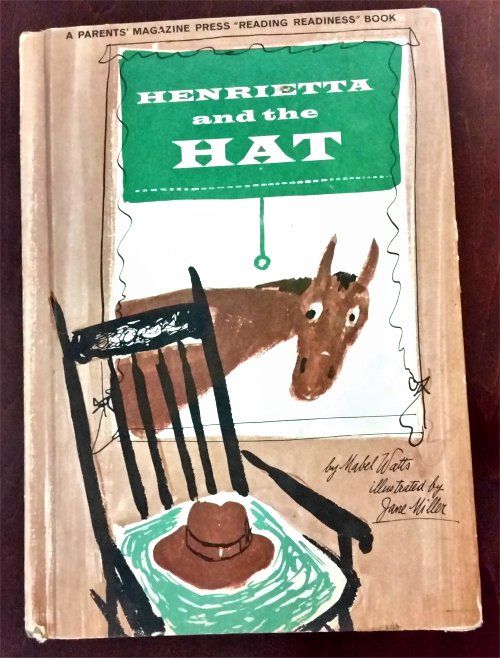 A PARENTS' MAGAZINE PRESS "READING READINESS" BOOK
HENRIETTA
and the
HAT
by Mabel Watts
illustrated by
Jane Miller